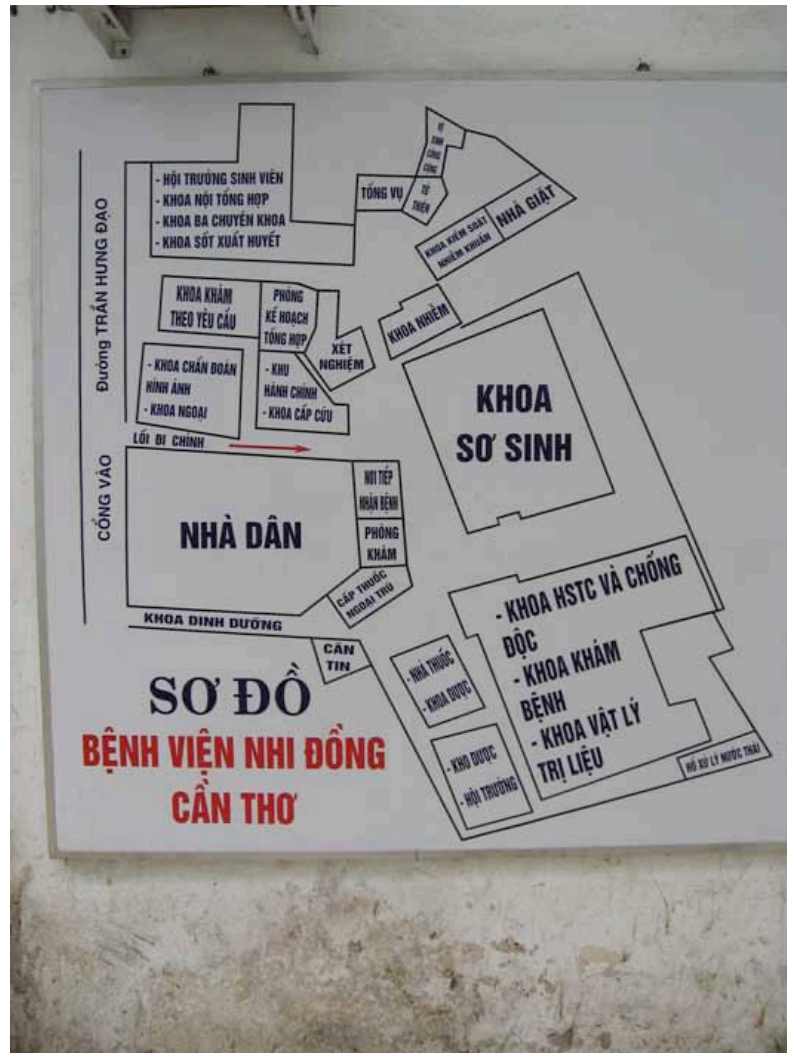 VỆ
SINH
CÔNG
CỘNG
- HỘI TRƯỜNG SINH VIÊN
- KHOA NỘI TỔNG HỢP
- KHOA BA CHUYÊN KHOA
- KHOA SỐT XUẤT HUYẾT
TỔNG VỤ
TỪ
THIỆN
KHOA KIỂM SOÁT
NHIỄM KHUẨN
NHÀ GIẶT
Đường TRẦN HƯNG ĐẠO
KHOA KHÁM
THEO YÊU CẦU
PHÒNG
KẾ HOẠCH
TỔNG HỢP
XÉT
NGHIỆM
KHOA NHIỄM
- KHOA CHẨN ĐOÁN
HÌNH ẢNH
- KHOA NGOẠI
- KHU
HÀNH CHÍNH
- KHOA CẤP CỨU
KHOA
SƠ SINH
LỐI ĐI CHÍNH
CỔNG VÀO
NHÀ DÂN
NƠI TIẾP
NHẬN BỆNH
PHÒNG
KHÁM
CẤP THUỐC
NGOẠI TRÚ
KHOA DINH DƯỠNG
CĂN
TIN
- NHÀ THUỐC
- KHOA DƯỢC
- KHO DƯỢC
- HỘI TRƯỜNG
- KHOA HSTC VÀ CHỐNG
ĐỘC
- KHOA KHÁM
BỆNH
- KHOA VẬT LÝ
TRỊ LIỆU
HỒ XỬ LÝ NƯỚC THẢI
SƠ ĐỒ
BỆNH VIỆN NHI ĐỒNG
CẦN THƠ